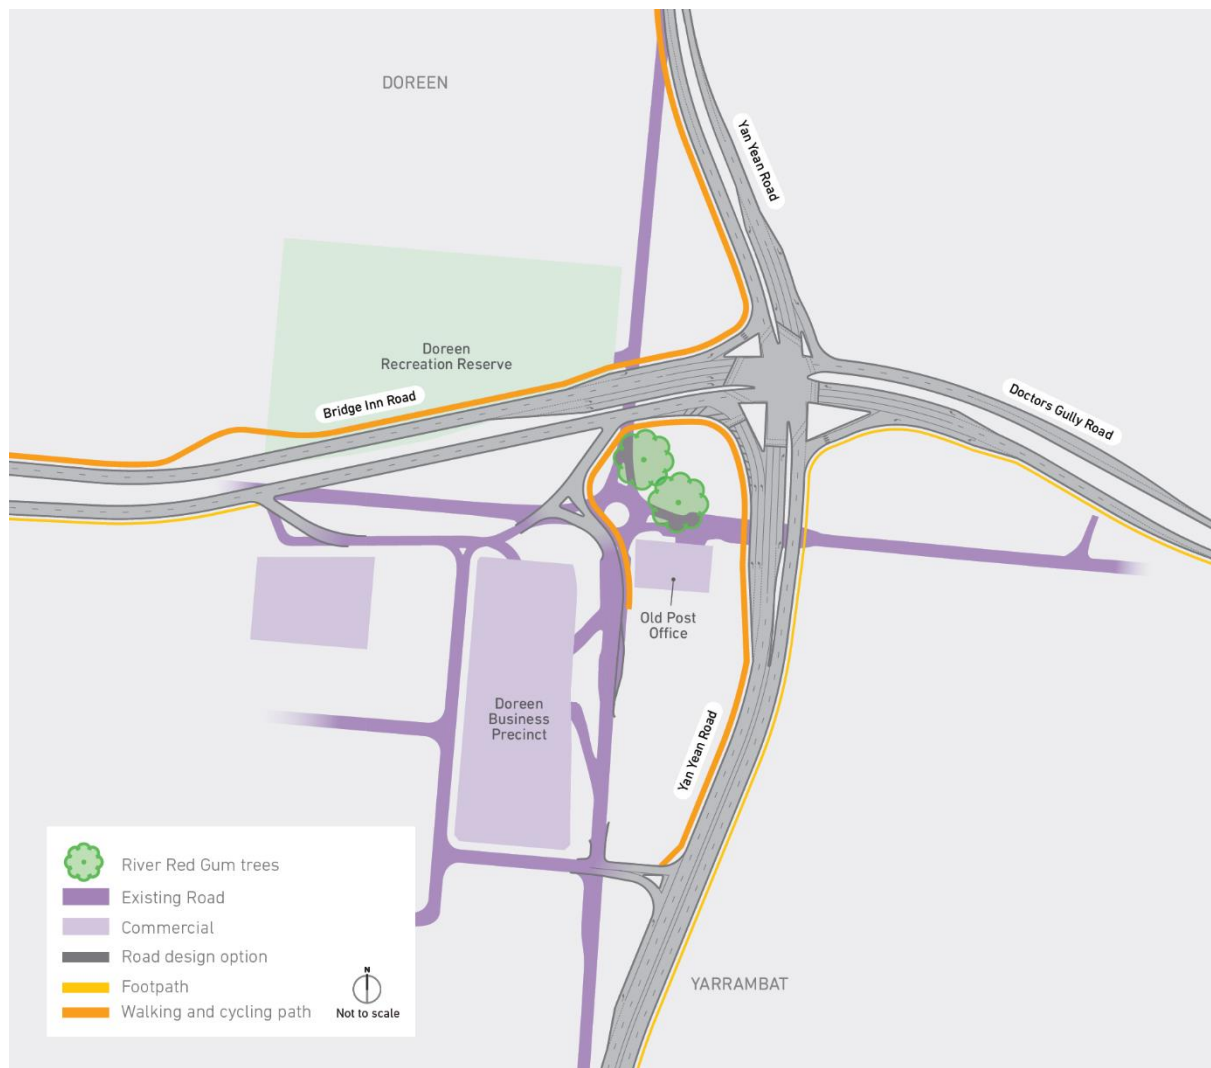 DOREEN
Yan Yean Road
Doreen
Recreation Reserve
Bridge Inn Road
Doctors Gully Road
Old Post
Office
Doreen
Business
Precinct
Yan Yean Road
River Red Gum trees
Existing Road
Commercial
Road design option
Footpath
Walking and cycling path
N
Not to scale
YARRAMBAT